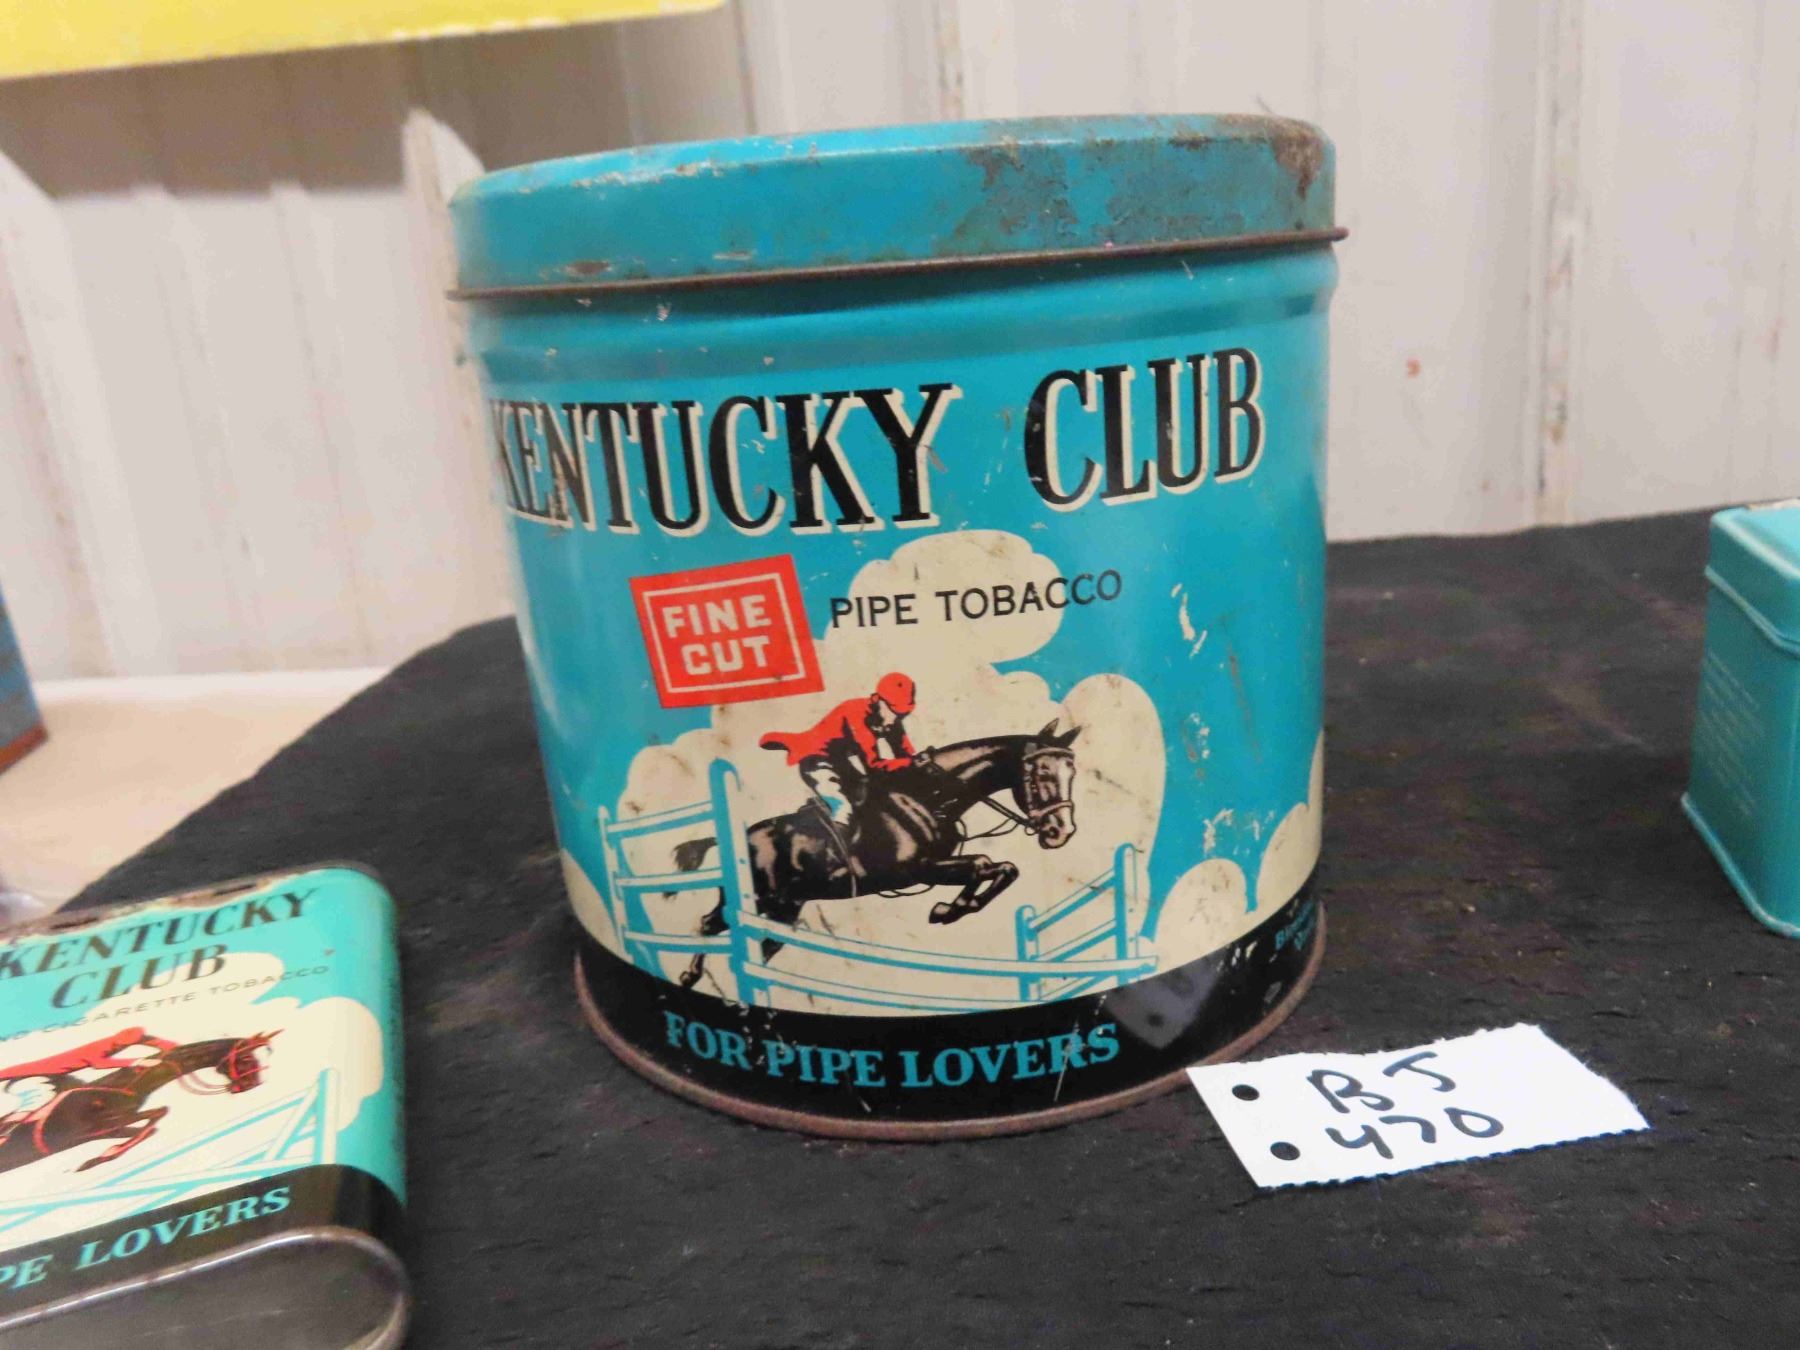 KENTUCKY CLUB
FINE
CUT
PIPE TOBACCO
FOR PIPE LOVERS
KENTUCKY
CLUB
CIGARETTE TOBACCO
PE LOVERS
BJ
470